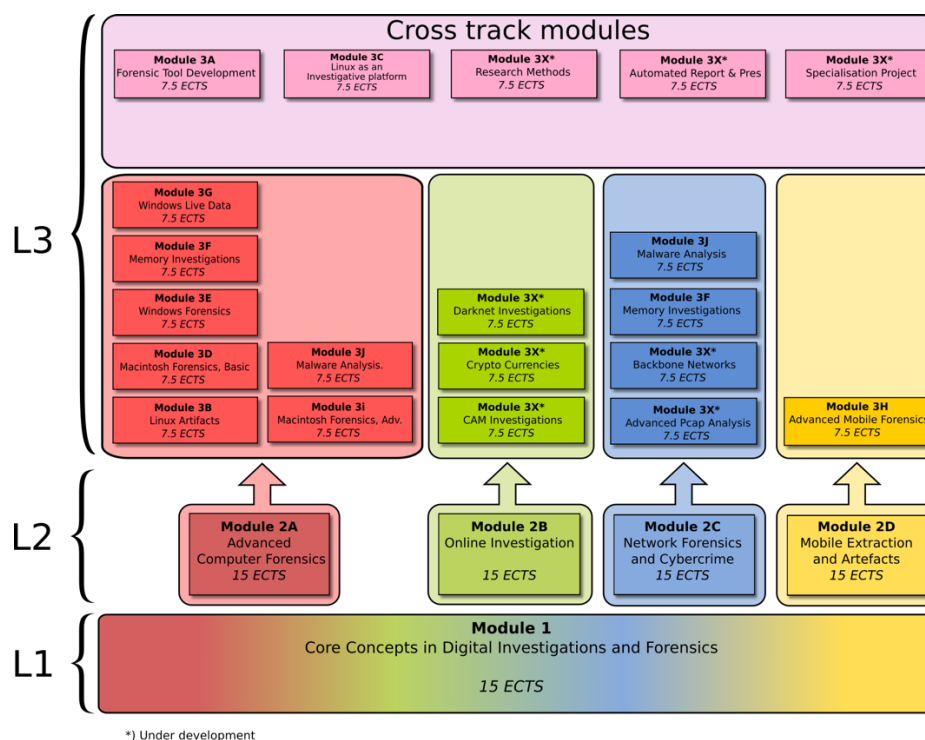 Cross track modules
Module 3A
Forensic Tool Development
7.5 ECTS
Module 3C
Linux as an
Investigative platform
7.5 ECTS
Module 3X*
Research Methods
7.5 ECTS
Module 3X*
Automated Report & Pres
7.5 ECTS
Module 3X*
Specialisation Project
7.5 ECTS
L3
Module 3G
Windows Live Data
7.5 ECTS
Module 3F
Memory Investigations
7.5 ECTS
Module 3E
Windows Forensics
7.5 ECTS
Module 3D
Macintosh Forensics, Basic
7.5 ECTS
Module 3B
Linux Artifacts
7.5 ECTS
Module 3J
Malware Analysis.
7.5 ECTS
Module 3i
Macintosh Forensics, Adv.
7.5 ECTS
Module 3X*
Darknet Investigations
7.5 ECTS
Module 3X*
Crypto Currencies
7.5 ECTS
Module 3X*
CAM Investigations
7.5 ECTS
Module 3J
Malware Analysis
7.5 ECTS
Module 3F
Memory Investigations
7.5 ECTS
Module 3X*
Backbone Networks
7.5 ECTS
Module 3X*
Advanced Pcap Analysis
7.5 ECTS
Module 3H
Advanced Mobile Forensics
7.5 ECTS
L2
Module 2A
Advanced
Computer Forensics
15 ECTS
Module 2B
Online Investigation
15 ECTS
Module 2C
Network Forensics
and Cybercrime
15 ECTS
Module 2D
Mobile Extraction
and Artefacts
15 ECTS
L1
Module 1
Core Concepts in Digital Investigations and Forensics
15 ECTS
*) Under development